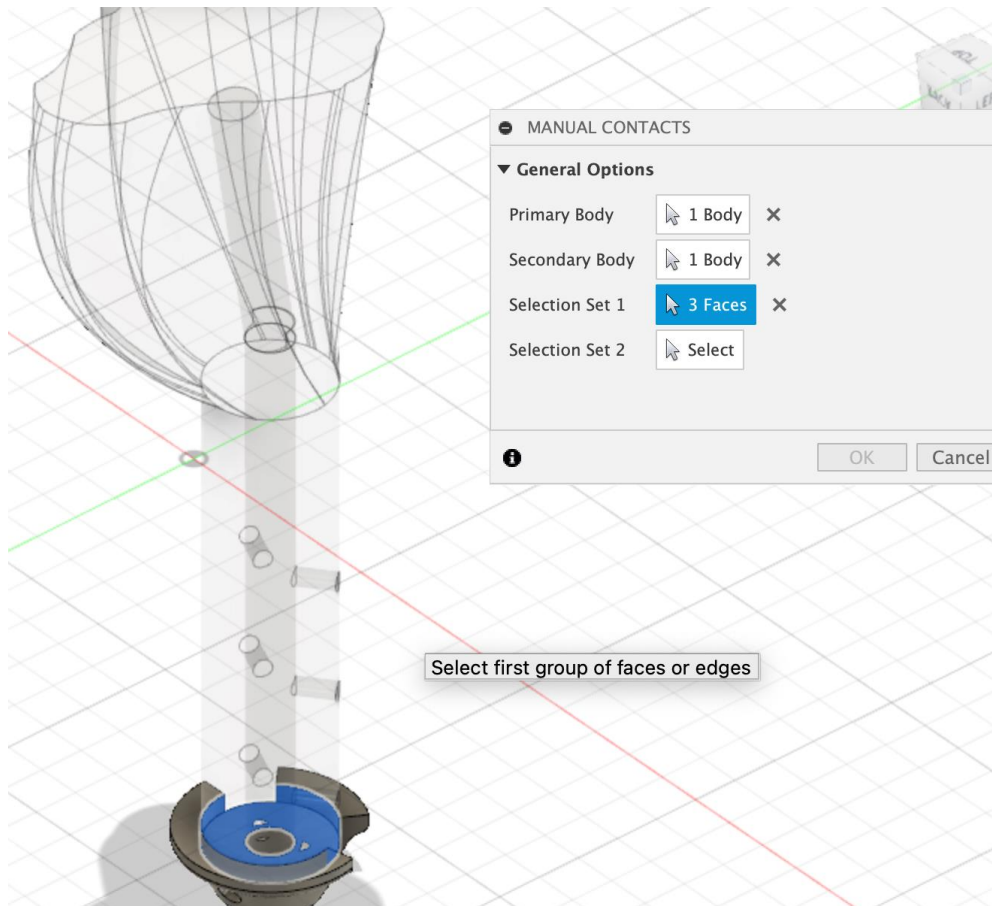 MANUAL CONTACTS
General Options
Primary Body 1 Body
Secondary Body 1 Body
Selection Set 1 3 Faces
Selection Set 2 Select
OK Cancel
Select first group of faces or edges